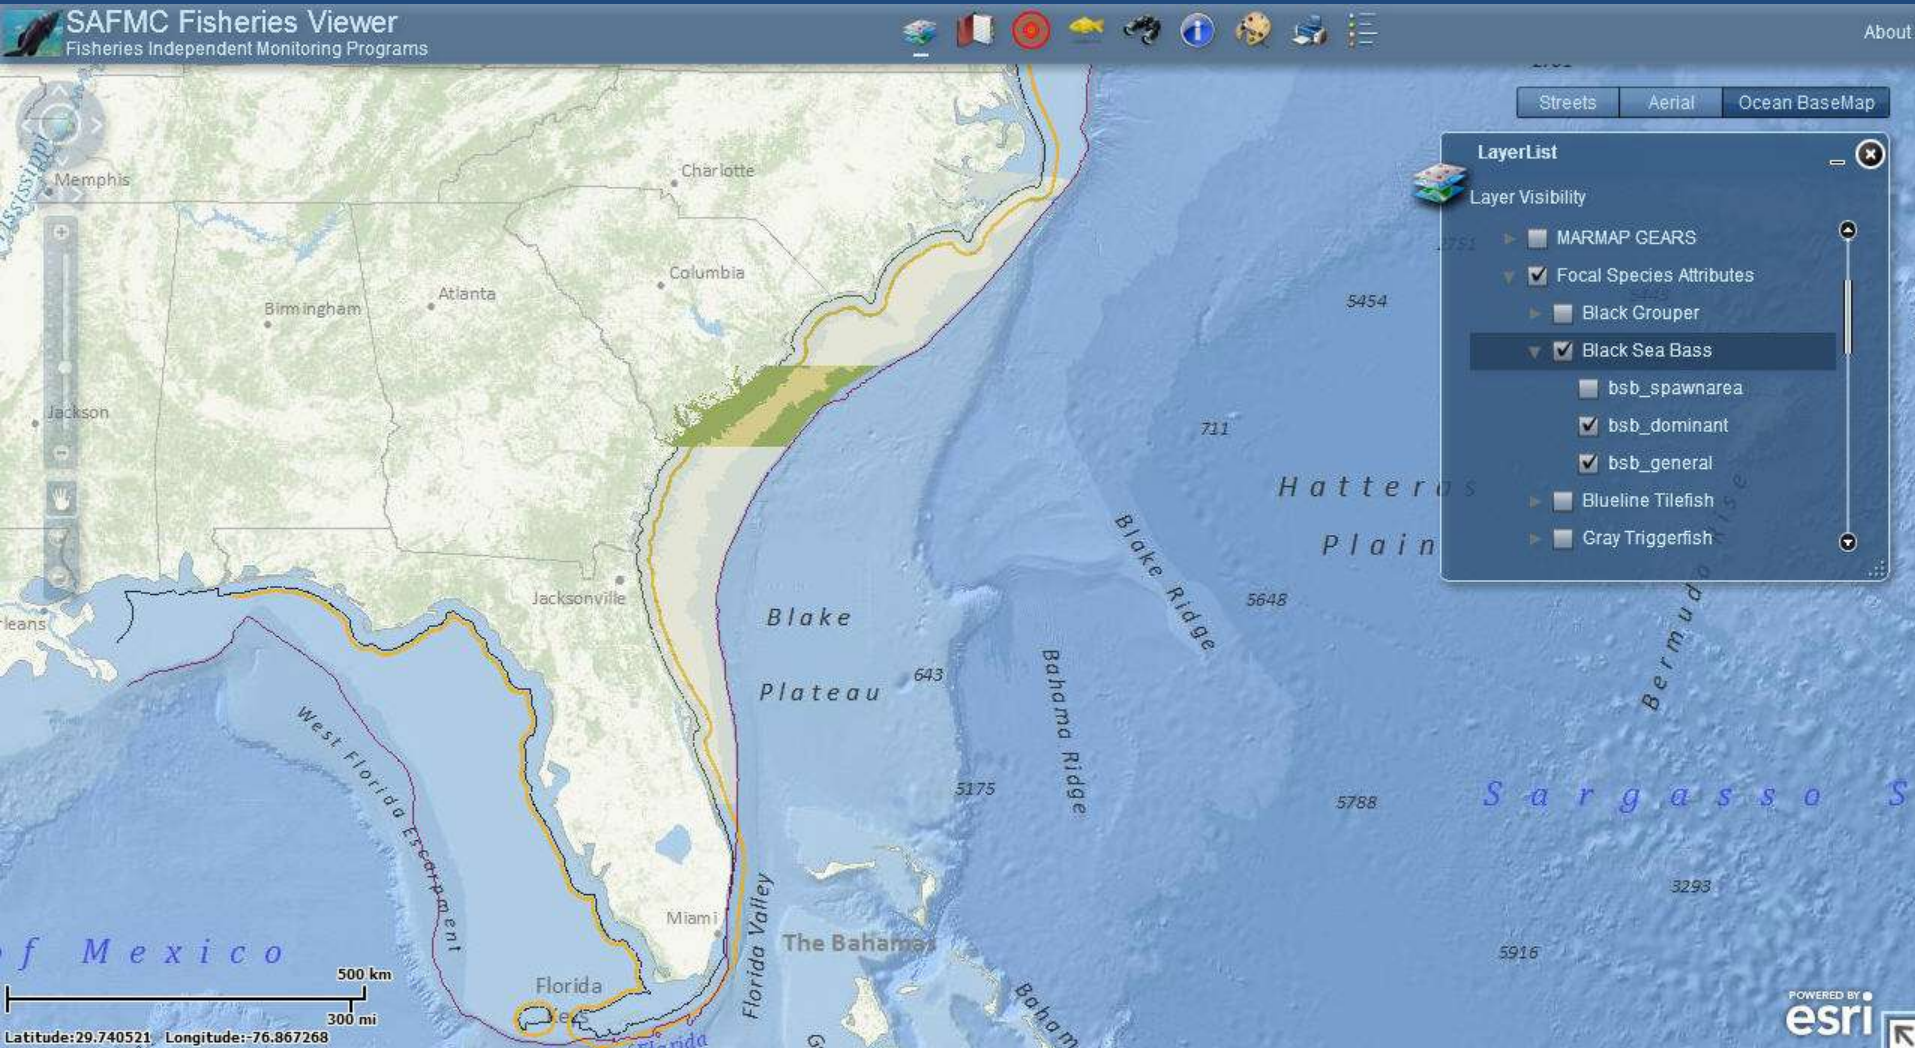 SAFMC Fisheries Viewer
Fisheries Independent Monitoring Programs
About
Streets
Aerial
Ocean BaseMap
LayerList
Layer Visibility
MARMAP GEARS
Focal Species Attributes
Black Grouper
Black Sea Bass
bsb_spawnarea
bsb_dominant
bsb_general
Blueline Tilefish
Gray Triggerfish
Memphis
Charlotte
Columbia
Atlanta
Birmingham
Jackson
Jacksonville
Miami
Florida
Keys
The Bahamas
5454
711
Hatteras
Plain
Blake Ridge
5648
Blake
Plateau
643
Bahama Ridge
5175
5788
Sargasso S
3293
5916
West Florida Escarpment
Florida Valley
of Mexico
500 km
300 mi
Latitude:29.740521 Longitude:-76.867268
POWERED BY
esri